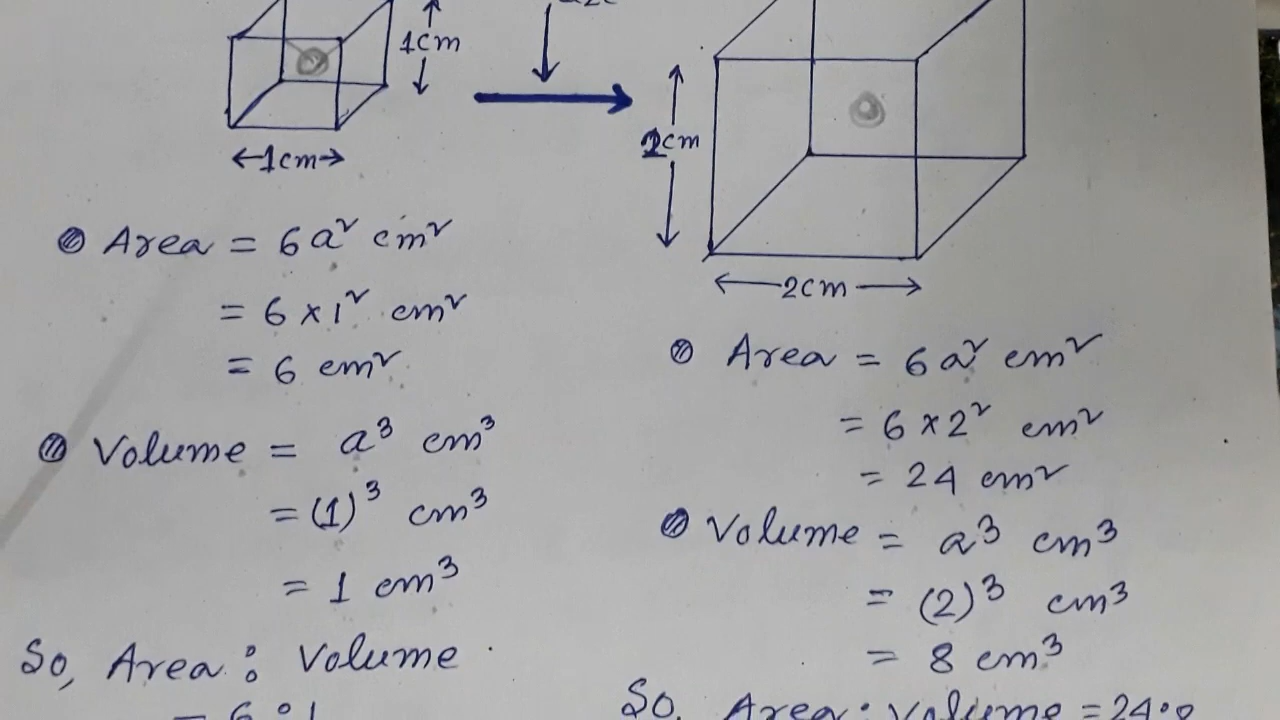 1cm
1cm
Area = 6a² cm²
= 6 × 1² cm²
= 6 cm²
Volume = a³ cm³
= (1)³ cm³
= 1 cm³
So, Area : Volume
= 6 : 1
2cm
2cm
Area = 6a² cm²
= 6 × 2² cm²
= 24 cm²
Volume = a³ cm³
= (2)³ cm³
= 8 cm³
So, Area : Volume = 24 : 8